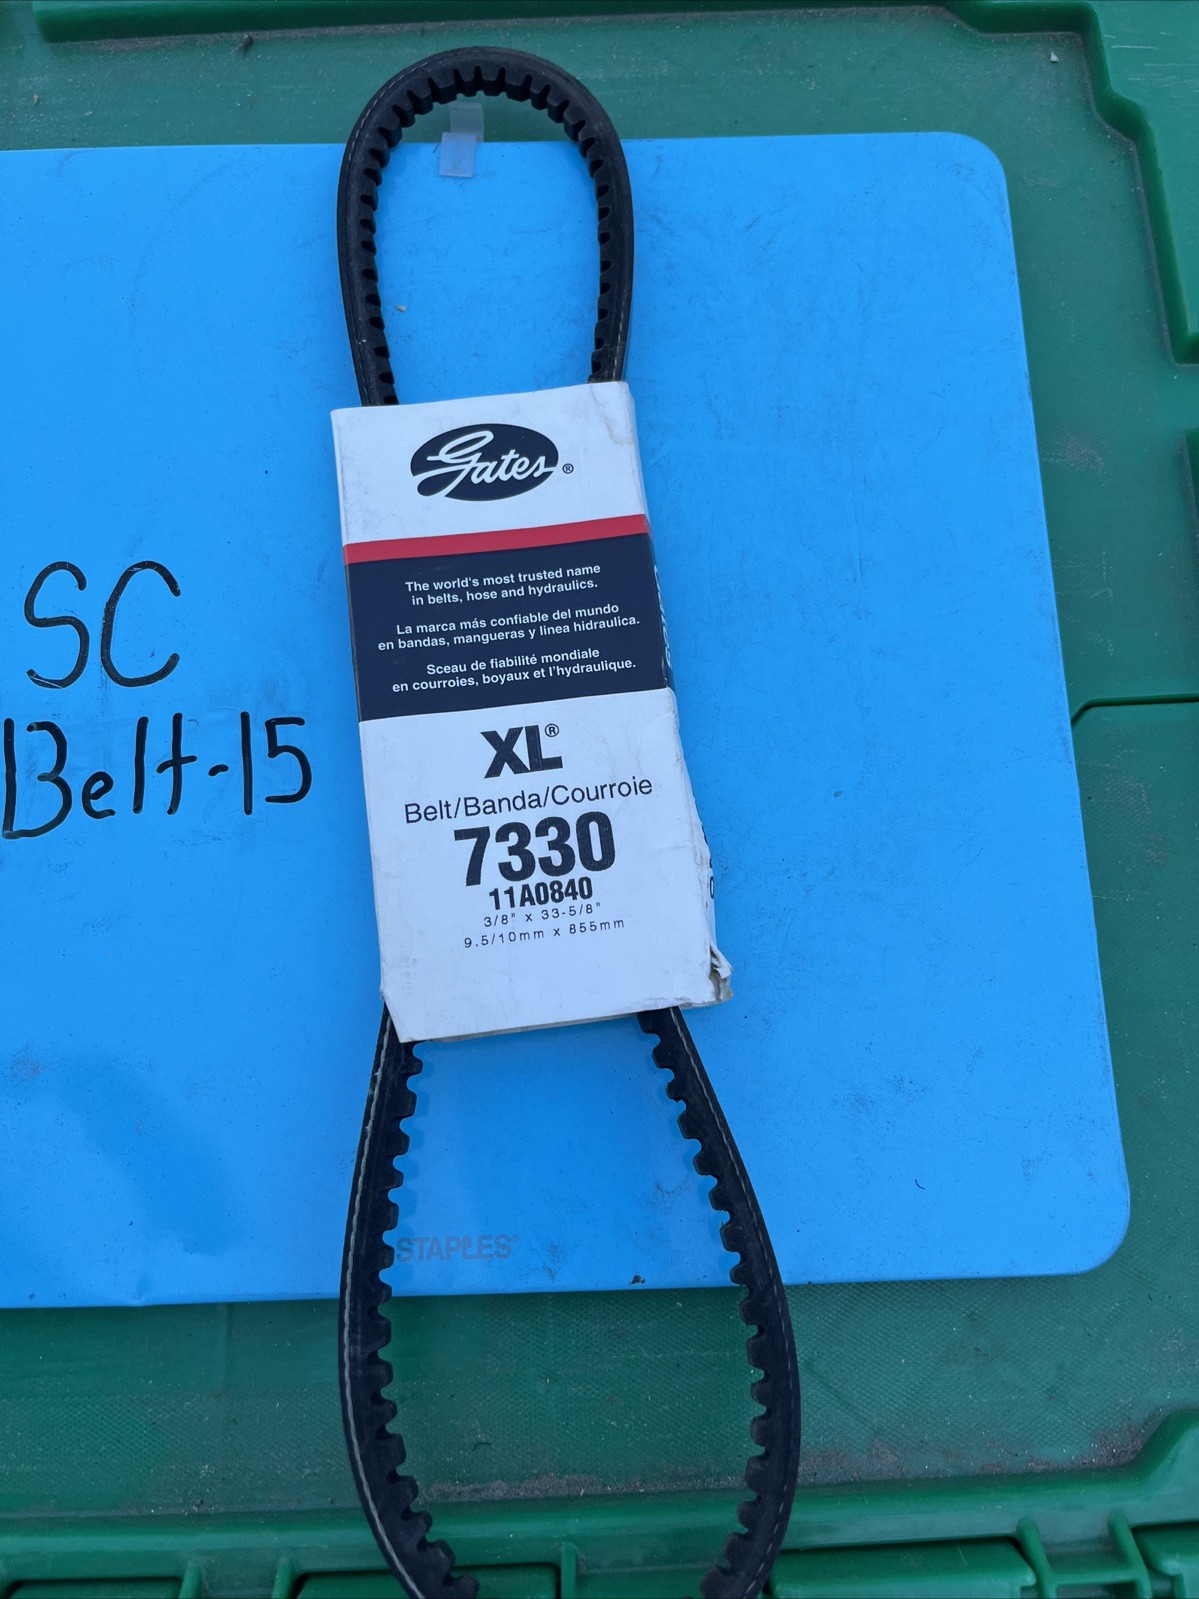 Gates®
The world's most trusted name
in belts, hose and hydraulics.
La marca más confiable del mundo
en bandas, mangueras y linea hidraulica.
Sceau de fiabilité mondiale
en courroies, boyaux et l'hydraulique.
XL®
Belt/Banda/Courroie
7330
11A0840
3/8" x 33-5/8"
9.5/10mm x 855mm
SC
Belt-15
STAPLES®